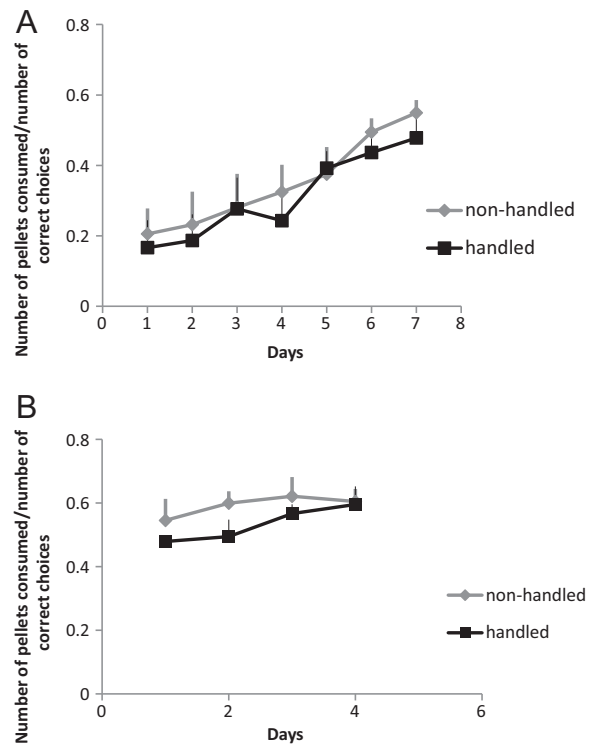 A
Number of pellets consumed/number of
correct choices
0.8
0.6
0.4
0.2
0
0 1 2 3 4 5 6 7 8
Days
non-handled
handled
B
Number of pellets consumed/number of
correct choices
0.8
0.6
0.4
0.2
0
0 2 4 6
Days
non-handled
handled